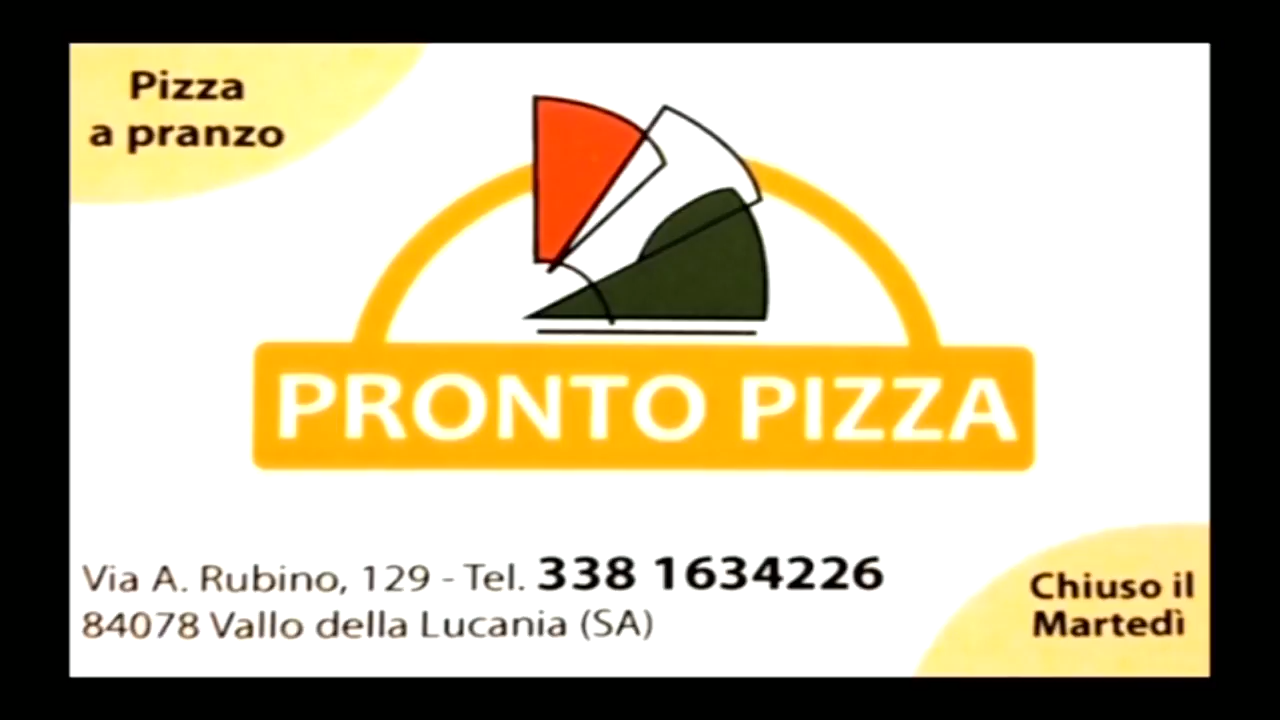 Pizza
a pranzo
PRONTO PIZZA
Via A. Rubino, 129 - Tel. 338 1634226
84078 Vallo della Lucania (SA)
Chiuso il
Martedì